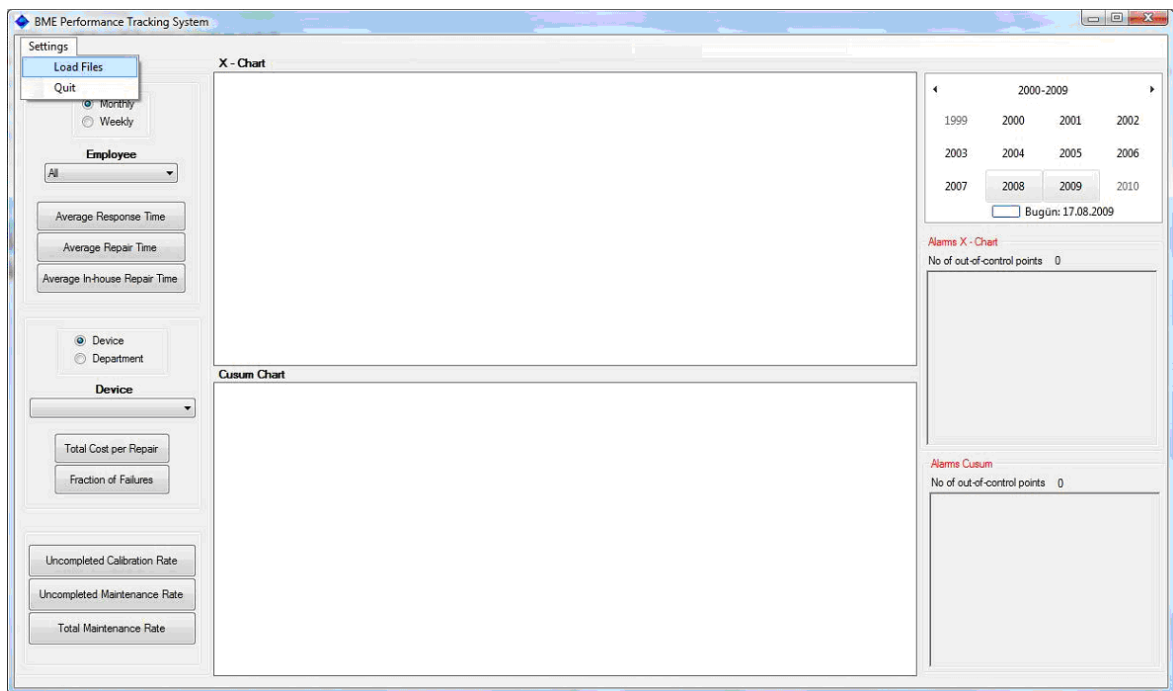 BME Performance Tracking System
Settings
Load Files
Quit
Monthly
Weekly
Employee
All
Average Response Time
Average Repair Time
Average In-house Repair Time
Device
Department
Device
Total Cost per Repair
Fraction of Failures
Uncompleted Calibration Rate
Uncompleted Maintenance Rate
Total Maintenance Rate
X - Chart
Cusum Chart
2000-2009
1999 2000 2001 2002
2003 2004 2005 2006
2007 2008 2009 2010
Bugün: 17.08.2009
Alarms X - Chart
No of out-of-control points 0
Alarms Cusum
No of out-of-control points 0